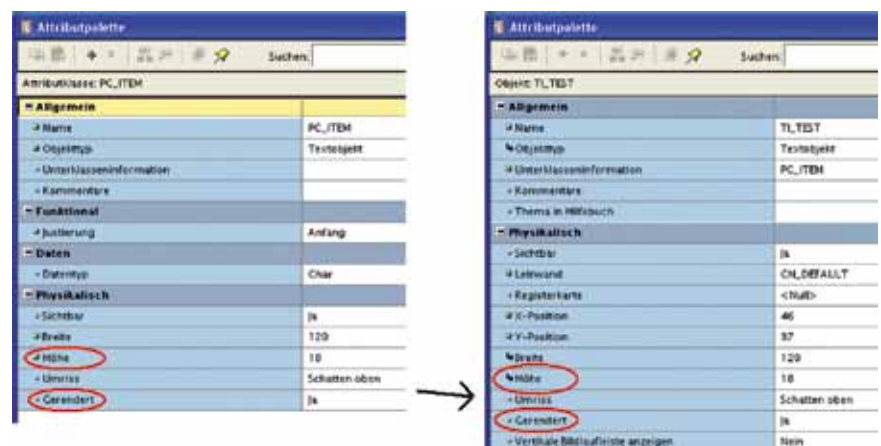 Attributpalette
Suchen:
Attributklasse: PC_ITEM
Allgemein
Name PC_ITEM
Objekttyp Textobjekt
Unterklasseninformation
Kommentare
Funktional
Justierung Anfang
Daten
Datentyp Char
Physikalisch
Sichtbar Ja
Breite 120
Höhe 18
Umriss Schatten oben
Gerendert Ja
Attributpalette
Suchen:
Objekt: TI_TEST
Allgemein
Name TI_TEST
Objekttyp Textobjekt
Unterklasseninformation PC_ITEM
Kommentare
Thema in Hilfebuch
Physikalisch
Sichtbar Ja
Leinwand CN_DEFAULT
Registerkarte <Null>
X-Position 46
Y-Position 37
Breite 120
Höhe 18
Umriss Schatten oben
Gerendert Ja
Vertikale Bildlaufleiste anzeigen Nein